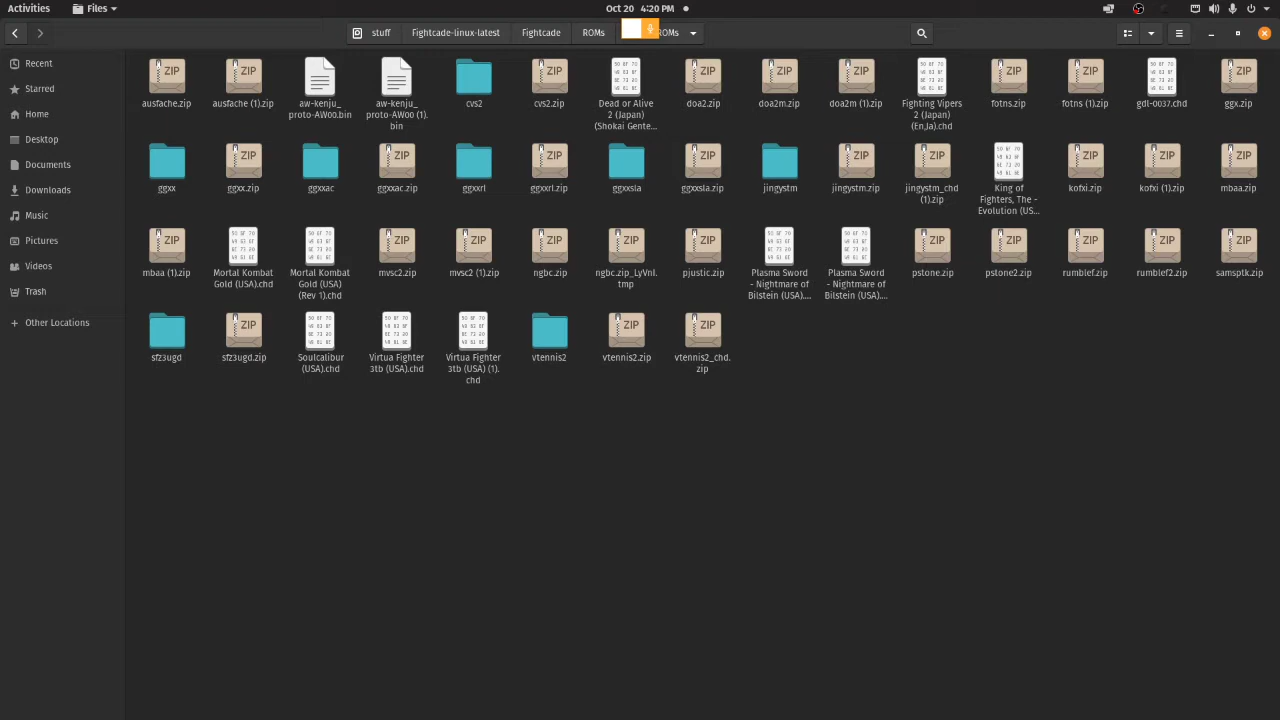 Activities
Files
Oct 20 4:20 PM
stuff
Fightcade-linux-latest
Fightcade
ROMs
ROMs
Recent
Starred
Home
Desktop
Documents
Downloads
Music
Pictures
Videos
Trash
Other Locations
ausfache.zip
ausfache (1).zip
aw-kenju_
proto-AW00.bin
aw-kenju_
proto-AW00 (1).
bin
cvs2
cvs2.zip
Dead or Alive
2 (Japan)
(Shokai Gente...
doa2.zip
doa2m.zip
doa2m (1).zip
Fighting Vipers
2 (Japan)
(En,Ja).chd
fotns.zip
fotns (1).zip
gdl-0037.chd
ggx.zip
ggxx
ggxx.zip
ggxxac
ggxxac.zip
ggxxrl
ggxxrl.zip
ggxxsla
ggxxsla.zip
jingystm
jingystm.zip
jingystm_chd
(1).zip
King of
Fighters, The -
Evolution (US...
kofxi.zip
kofxi (1).zip
mbaa.zip
mbaa (1).zip
Mortal Kombat
Gold (USA).chd
Mortal Kombat
Gold (USA)
(Rev 1).chd
mvsc2.zip
mvsc2 (1).zip
ngbc.zip
ngbc.zip_LyVnl.
tmp
pjustic.zip
Plasma Sword
- Nightmare of
Bilstein (USA)....
Plasma Sword
- Nightmare of
Bilstein (USA)....
pstone.zip
pstone2.zip
rumblef.zip
rumblef2.zip
samsptk.zip
sfz3ugd
sfz3ugd.zip
Soulcalibur
(USA).chd
Virtua Fighter
3tb (USA).chd
Virtua Fighter
3tb (USA) (1).
chd
vtennis2
vtennis2.zip
vtennis2_chd.
zip